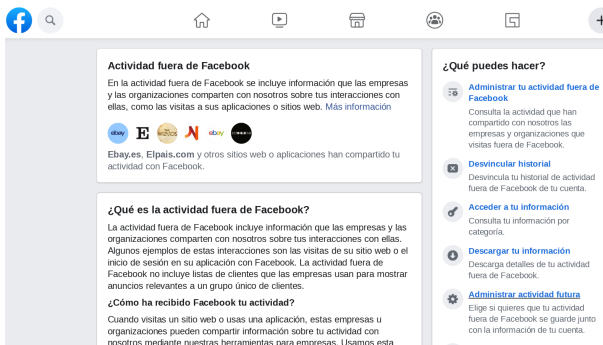 Actividad fuera de Facebook
En la actividad fuera de Facebook se incluye información que las empresas
y las organizaciones comparten con nosotros sobre tus interacciones con
ellas, como las visitas a sus aplicaciones o sitios web. Más información
ebay
E
ebay
Ebay.es, Elpais.com y otros sitios web o aplicaciones han compartido tu
actividad con Facebook.
¿Qué es la actividad fuera de Facebook?
La actividad fuera de Facebook incluye información que las empresas y las
organizaciones comparten con nosotros sobre tus interacciones con ellas.
Algunos ejemplos de estas interacciones son las visitas de su sitio web o el
inicio de sesión en su aplicación con Facebook. La actividad fuera de
Facebook no incluye listas de clientes que las empresas usan para mostrar
anuncios relevantes a un grupo único de clientes.
¿Cómo ha recibido Facebook tu actividad?
Cuando visitas un sitio web o usas una aplicación, estas empresas u
organizaciones pueden compartir información sobre tu actividad con
nosotros mediante nuestras herramientas para empresas. Usamos esta
¿Qué puedes hacer?
Administrar tu actividad fuera de
Facebook
Consulta la actividad que han
compartido con nosotros las
empresas y organizaciones que
visitas fuera de Facebook.
Desvincular historial
Desvincula tu historial de actividad
fuera de Facebook de tu cuenta.
Acceder a tu información
Consulta tu información por
categoría.
Descargar tu información
Descarga detalles de tu actividad
fuera de Facebook.
Administrar actividad futura
Elige si quieres que tu actividad
fuera de Facebook se guarde junto
con la información de tu cuenta.